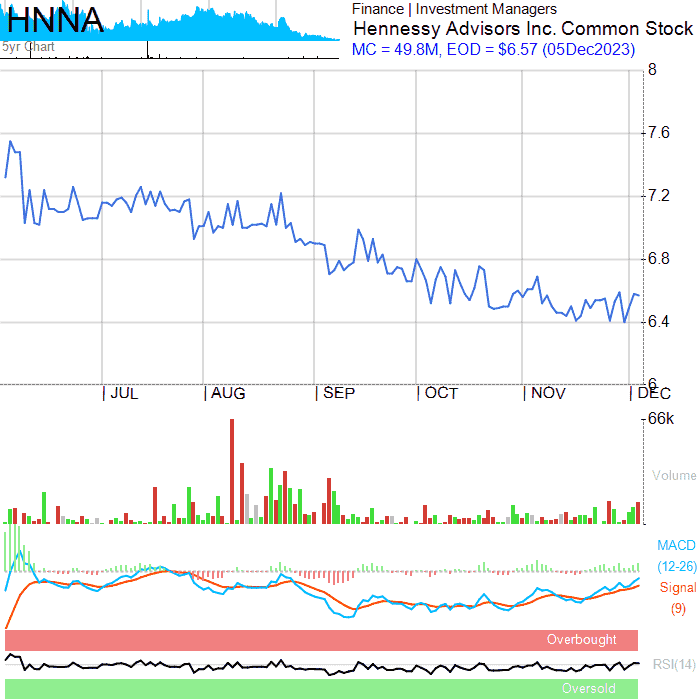 HNNA
5yr Chart
Finance | Investment Managers
Hennessy Advisors Inc. Common Stock
MC = 49.8M, EOD = $6.57 (05Dec2023)
8
7.6
7.2
6.8
6.4
6
JUL AUG SEP OCT NOV DEC
66k
Volume
MACD
(12-26)
Signal
(9)
Overbought
RSI(14)
Oversold